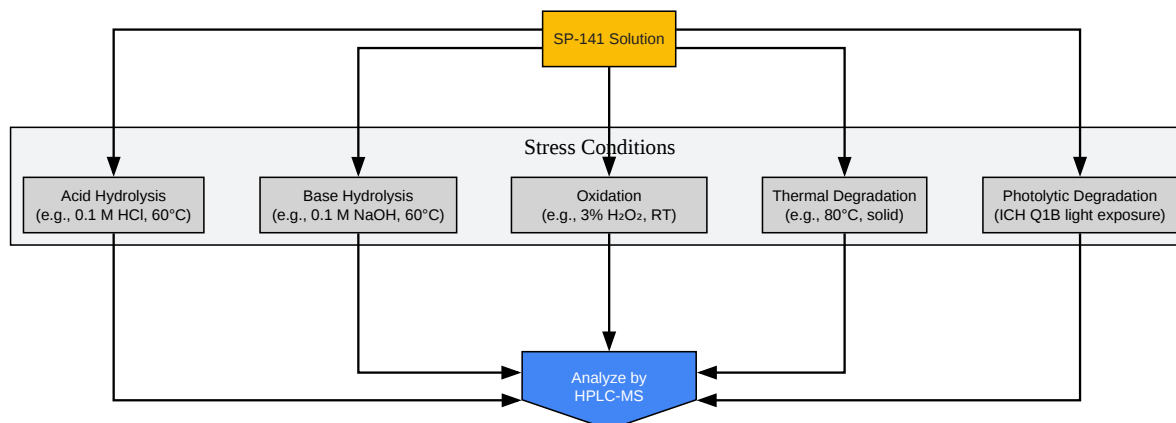 SP-141 Solution
Stress Conditions
Acid Hydrolysis
(e.g., 0.1 M HCl, 60°C)
Base Hydrolysis
(e.g., 0.1 M NaOH, 60°C)
Oxidation
(e.g., 3% H₂O₂, RT)
Thermal Degradation
(e.g., 80°C, solid)
Photolytic Degradation
(ICH Q1B light exposure)
Analyze by
HPLC-MS